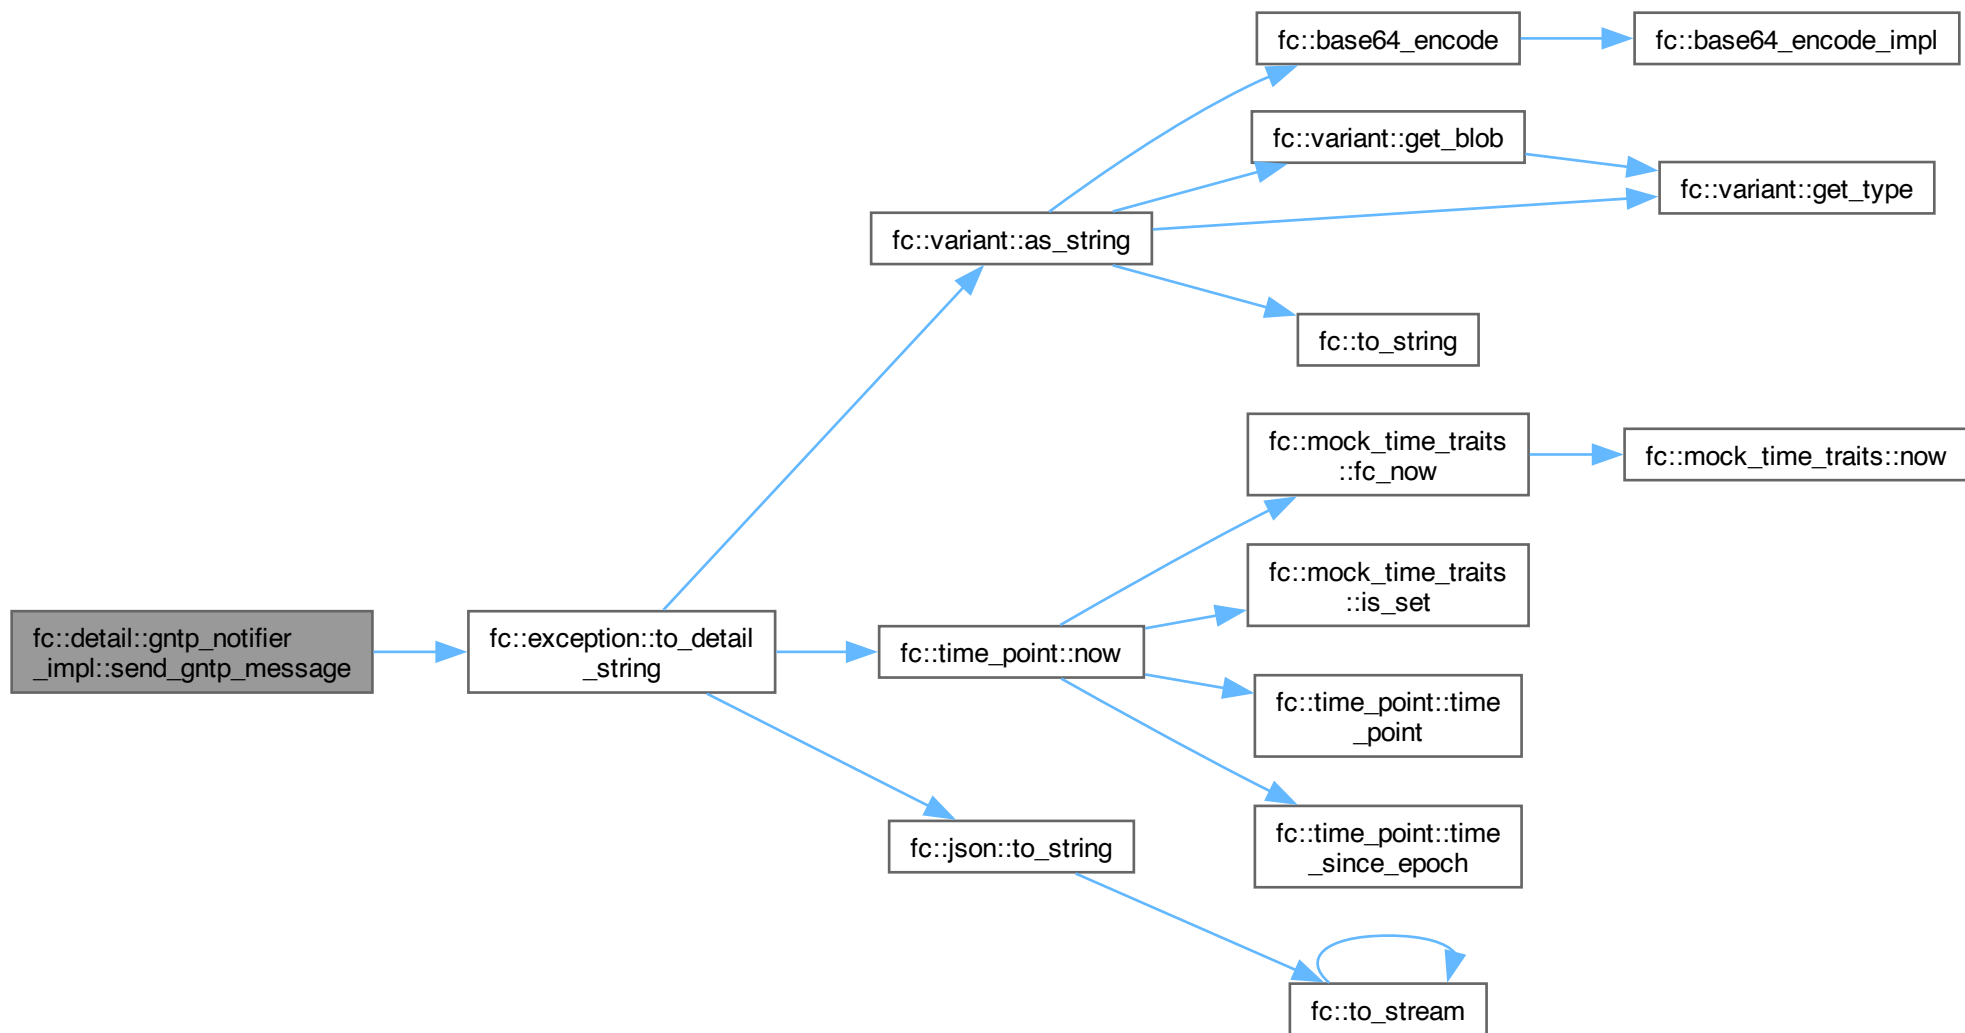 fc::base64_encode
fc::base64_encode_impl
fc::variant::get_blob
fc::variant::get_type
fc::variant::as_string
fc::to_string
fc::mock_time_traits
::fc_now
fc::mock_time_traits::now
fc::mock_time_traits
::is_set
fc::detail::gntp_notifier
_impl::send_gntp_message
fc::exception::to_detail
_string
fc::time_point::now
fc::time_point::time
_point
fc::json::to_string
fc::time_point::time
_since_epoch
fc::to_stream